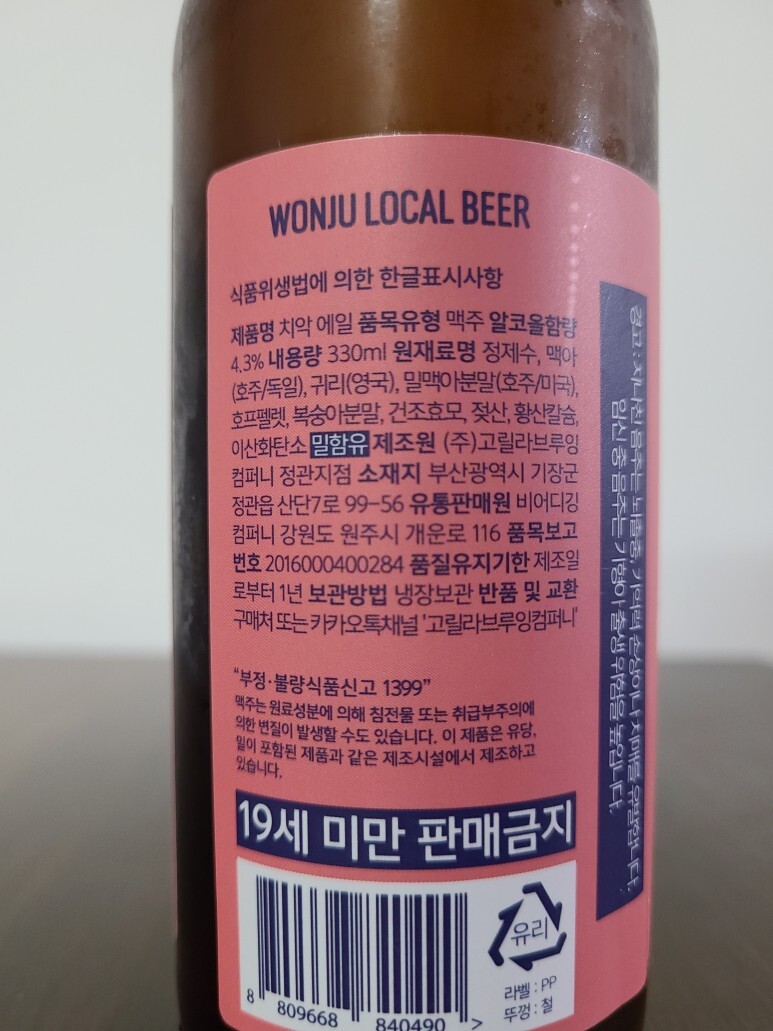 WONJU LOCAL BEER
식품위생법에 의한 한글표시사항
제품명 치악 에일 품목유형 맥주 알코올함량
4.3% 내용량 330ml 원재료명 정제수, 맥아
(호주/독일), 귀리(영국), 밀맥아분말(호주/미국),
호프펠렛, 복숭아분말, 건조효모, 젖산, 황산칼슘,
이산화탄소 밀함유 제조원 (주)고릴라브루잉
컴퍼니 정관지점 소재지 부산광역시 기장군
정관읍 산단7로 99-56 유통판매원 비어디깅
컴퍼니 강원도 원주시 개운로 116 품목보고
번호 2016000400284 품질유지기한 제조일
로부터 1년 보관방법 냉장보관 반품 및 교환
구매처 또는 카카오톡채널 '고릴라브루잉컴퍼니'
"부정·불량식품신고 1399"
맥주는 원료성분에 의해 침전물 또는 취급부주의에
의한 변질이 발생할 수도 있습니다. 이 제품은 유당,
밀이 포함된 제품과 같은 제조시설에서 제조하고
있습니다.
19세 미만 판매금지
8 809668 840490 >
유리
라벨 : PP
뚜껑 : 철
경고 : 지나친 음주는 뇌졸중, 기억력 손상이나 치매를 유발합니다.
임신 중 음주는 기형아 출생 위험을 높입니다.